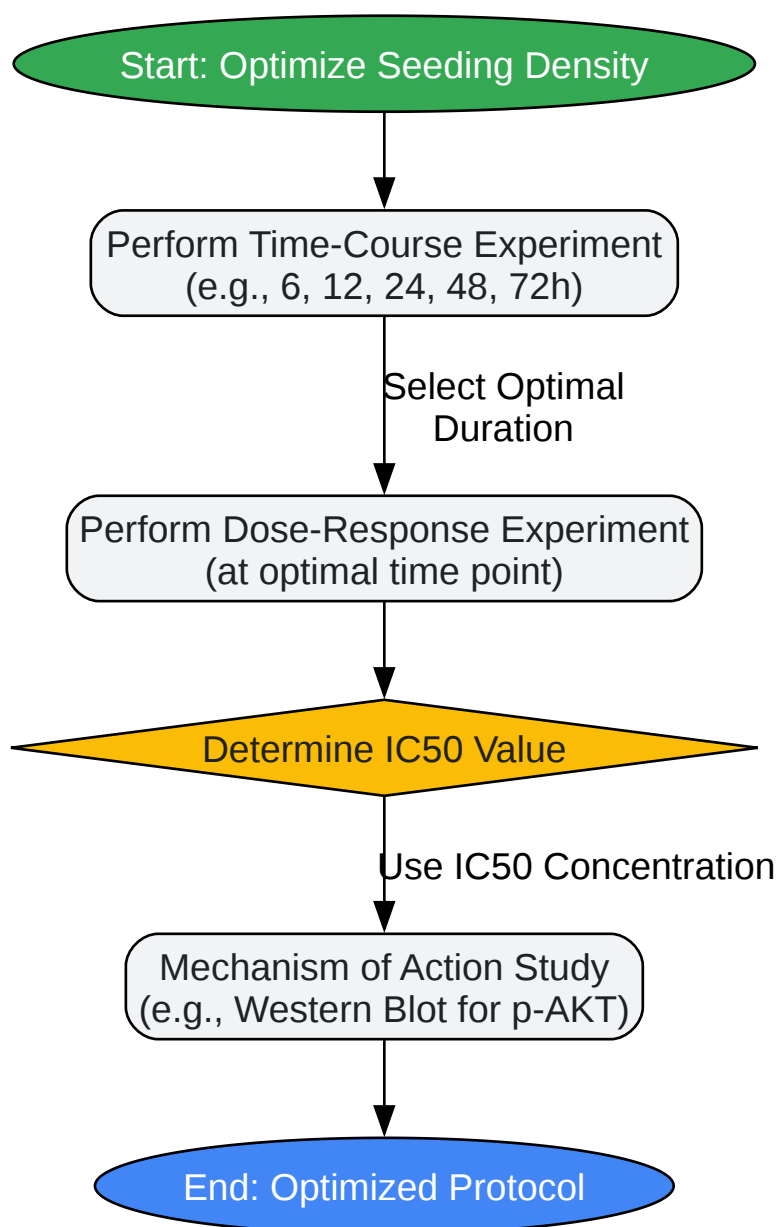 Start: Optimize Seeding Density
Perform Time-Course Experiment
(e.g., 6, 12, 24, 48, 72h)
Select Optimal
Duration
Perform Dose-Response Experiment
(at optimal time point)
Determine IC50 Value
Use IC50 Concentration
Mechanism of Action Study
(e.g., Western Blot for p-AKT)
End: Optimized Protocol